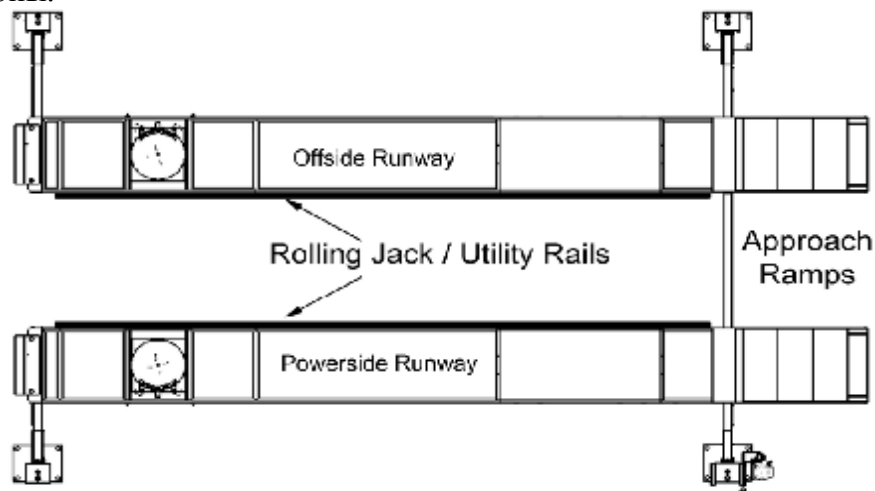 Offside Runway
Rolling Jack / Utility Rails
Approach
Ramps
Powerside Runway